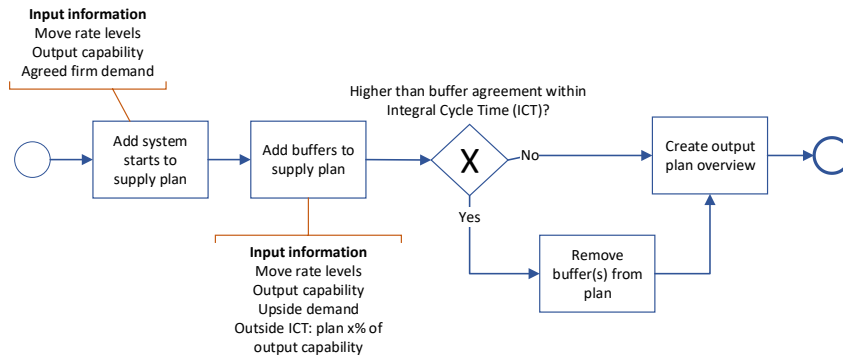 Input information
Move rate levels
Output capability
Agreed firm demand
Add system
starts to
supply plan
Add buffers to
supply plan
Higher than buffer agreement within
Integral Cycle Time (ICT)?
X
No
Yes
Create output
plan overview
Remove
buffer(s) from
plan
Input information
Move rate levels
Output capability
Upside demand
Outside ICT: plan x% of
output capability